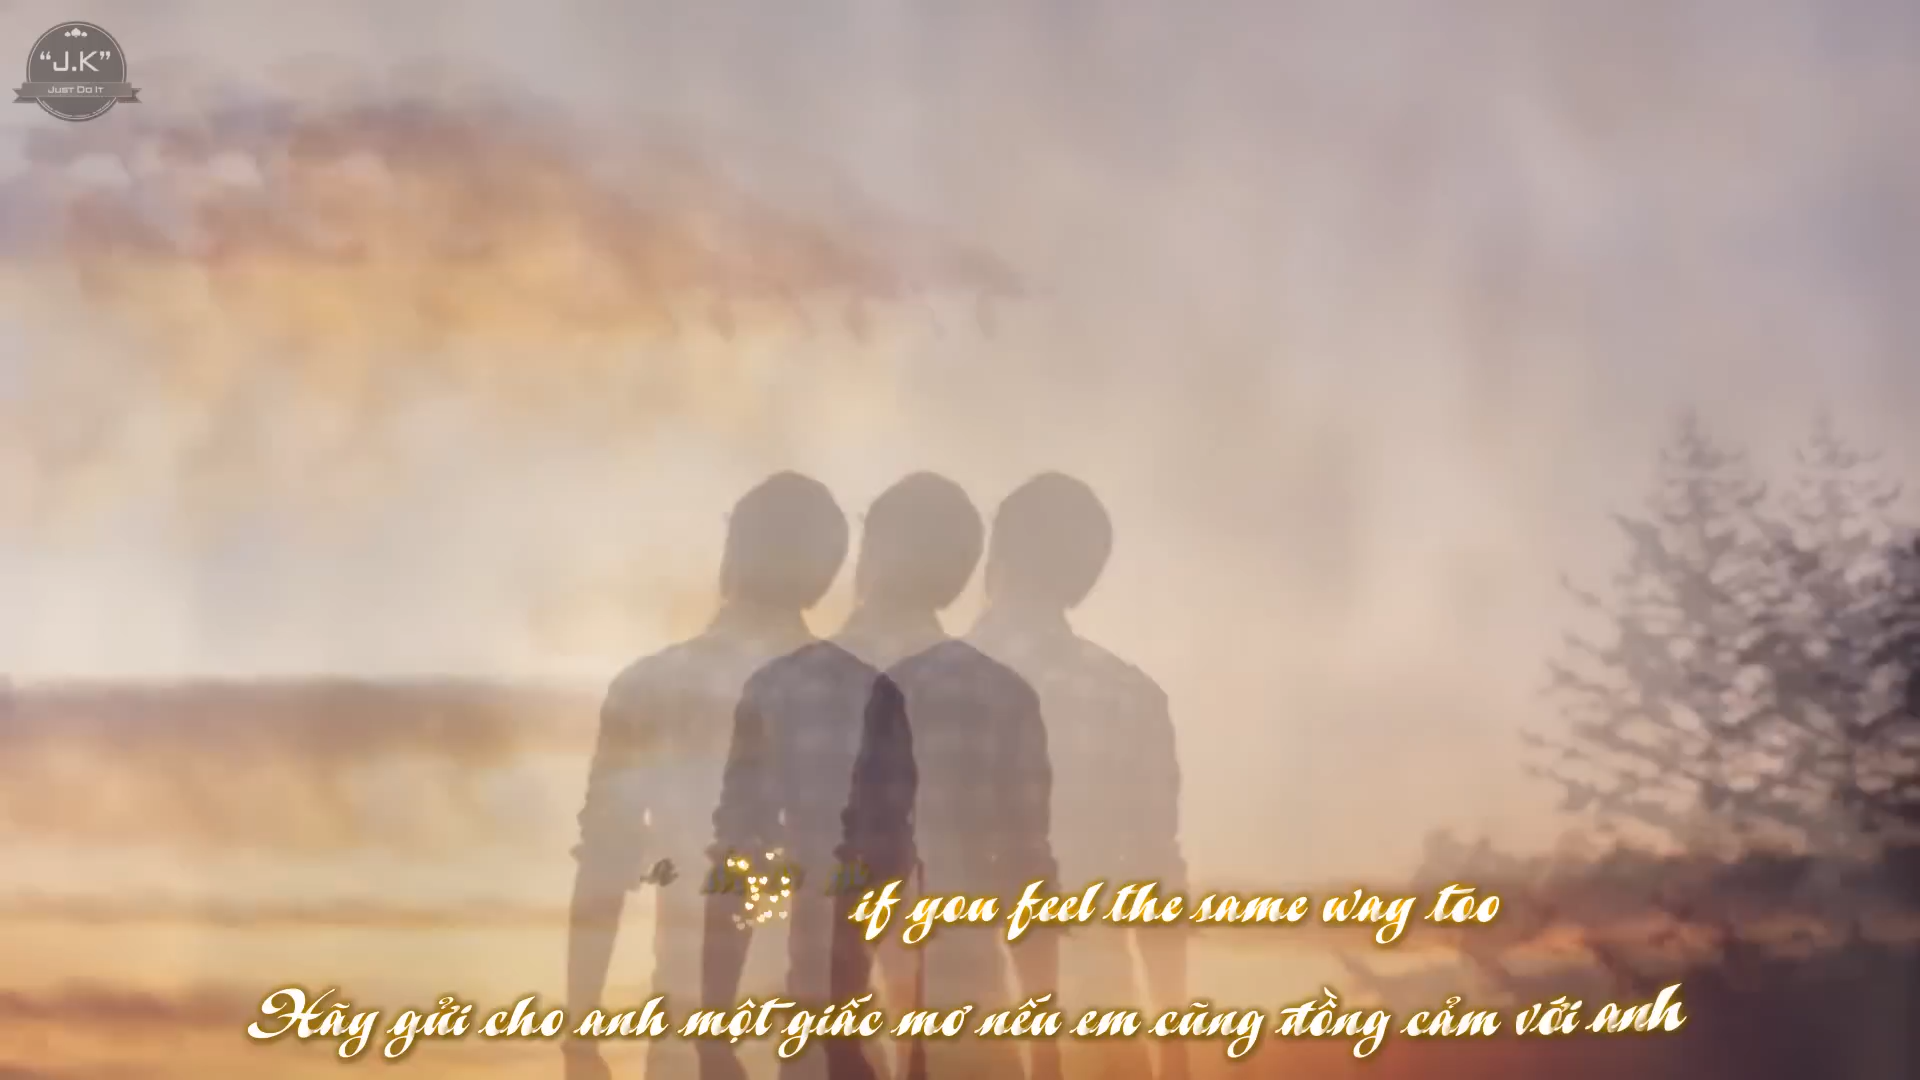 “J.K”
Just Do It
if you feel the same way too
Hãy gửi cho anh một giấc mơ nếu em cũng đồng cảm với anh